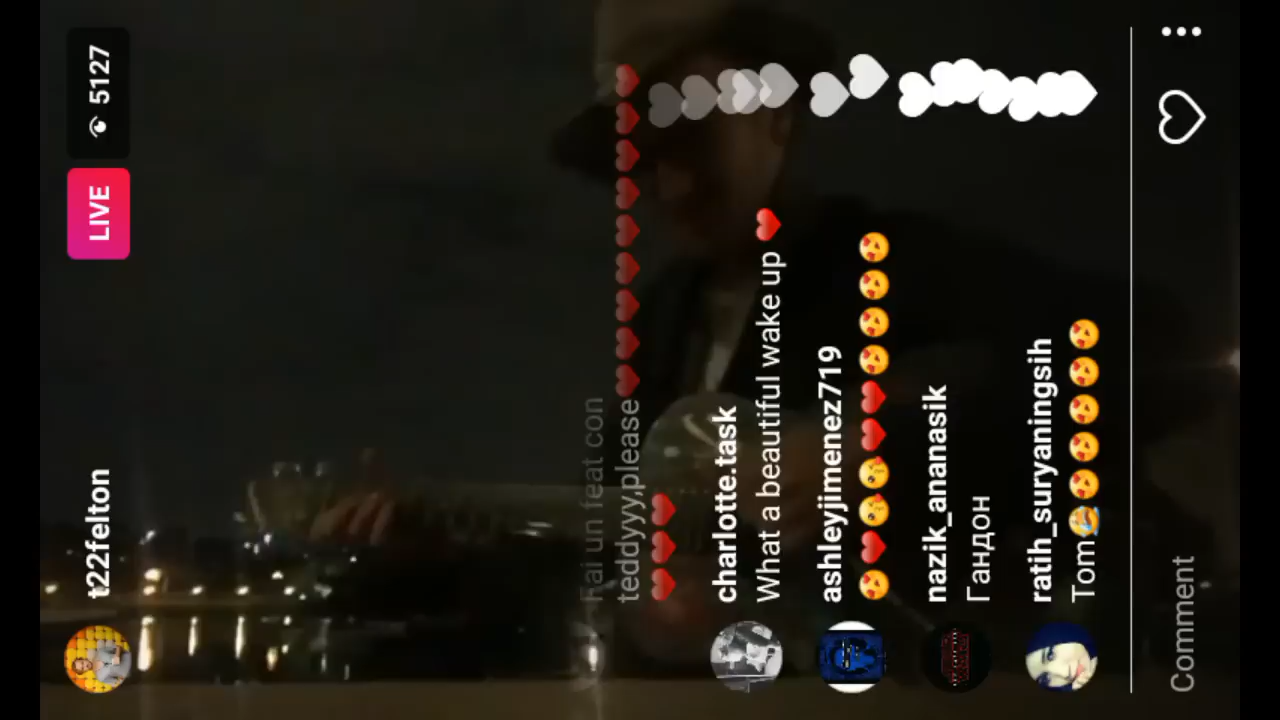 t22felton
LIVE
5127
Fai un feat con
teddyyy,please
charlotte.task
What a beautiful wake up
ashleyjimenez719
nazik_ananasik
Гандон
ratih_suryaningsih
Tom
Comment